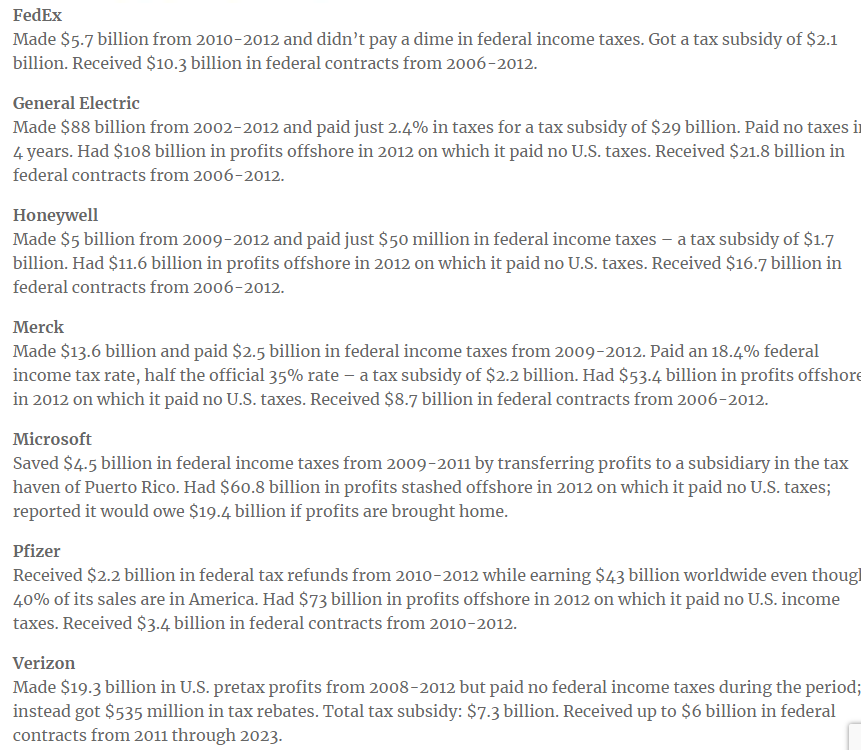 FedEx
Made $5.7 billion from 2010-2012 and didn’t pay a dime in federal income taxes. Got a tax subsidy of $2.1
billion. Received $10.3 billion in federal contracts from 2006-2012.
General Electric
Made $88 billion from 2002-2012 and paid just 2.4% in taxes for a tax subsidy of $29 billion. Paid no taxes in
4 years. Had $108 billion in profits offshore in 2012 on which it paid no U.S. taxes. Received $21.8 billion in
federal contracts from 2006-2012.
Honeywell
Made $5 billion from 2009-2012 and paid just $50 million in federal income taxes – a tax subsidy of $1.7
billion. Had $11.6 billion in profits offshore in 2012 on which it paid no U.S. taxes. Received $16.7 billion in
federal contracts from 2006-2012.
Merck
Made $13.6 billion and paid $2.5 billion in federal income taxes from 2009-2012. Paid an 18.4% federal
income tax rate, half the official 35% rate – a tax subsidy of $2.2 billion. Had $53.4 billion in profits offshore
in 2012 on which it paid no U.S. taxes. Received $8.7 billion in federal contracts from 2006-2012.
Microsoft
Saved $4.5 billion in federal income taxes from 2009-2011 by transferring profits to a subsidiary in the tax
haven of Puerto Rico. Had $60.8 billion in profits stashed offshore in 2012 on which it paid no U.S. taxes;
reported it would owe $19.4 billion if profits are brought home.
Pfizer
Received $2.2 billion in federal tax refunds from 2010-2012 while earning $43 billion worldwide even though
40% of its sales are in America. Had $73 billion in profits offshore in 2012 on which it paid no U.S. income
taxes. Received $3.4 billion in federal contracts from 2010-2012.
Verizon
Made $19.3 billion in U.S. pretax profits from 2008-2012 but paid no federal income taxes during the period;
instead got $535 million in tax rebates. Total tax subsidy: $7.3 billion. Received up to $6 billion in federal
contracts from 2011 through 2023.